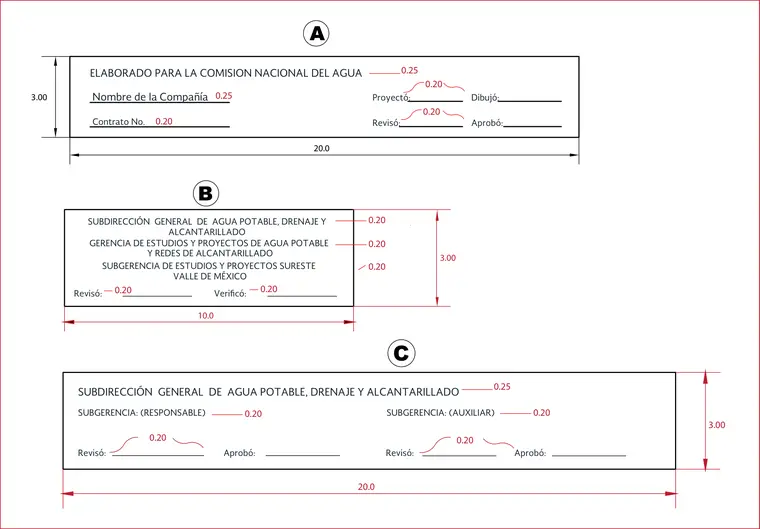 A
ELABORADO PARA LA COMISION NACIONAL DEL AGUA 0.25
Nombre de la Compañía 0.25
Proyecto: 0.20 Dibujó:
Contrato No. 0.20
Revisó: 0.20 Aprobó:
3.00
20.0
B
SUBDIRECCIÓN GENERAL DE AGUA POTABLE, DRENAJE Y 0.20
ALCANTARILLADO
GERENCIA DE ESTUDIOS Y PROYECTOS DE AGUA POTABLE 0.20
Y REDES DE ALCANTARILLADO
SUBGERENCIA DE ESTUDIOS Y PROYECTOS SURESTE 0.20
VALLE DE MÉXICO
Revisó: 0.20 Verificó: 0.20
3.00
10.0
C
SUBDIRECCIÓN GENERAL DE AGUA POTABLE, DRENAJE Y ALCANTARILLADO 0.25
SUBGERENCIA: (RESPONSABLE) 0.20 SUBGERENCIA: (AUXILIAR) 0.20
Revisó: 0.20 Aprobó: Revisó: 0.20 Aprobó:
3.00
20.0